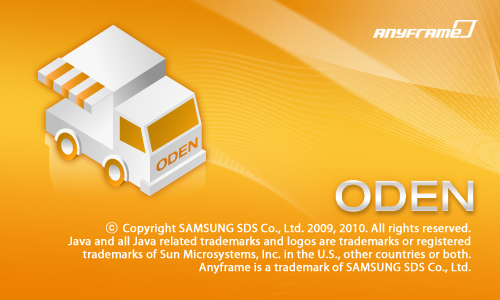 ANYFRAME
ODEN
ODEN
ⓒ Copyright SAMSUNG SDS Co., Ltd. 2009, 2010. All rights reserved.
Java and all Java related trademarks and logos are trademarks or registered
trademarks of Sun Microsystems, Inc. in the U.S., other countries or both.
Anyframe is a trademark of SAMSUNG SDS Co., Ltd.